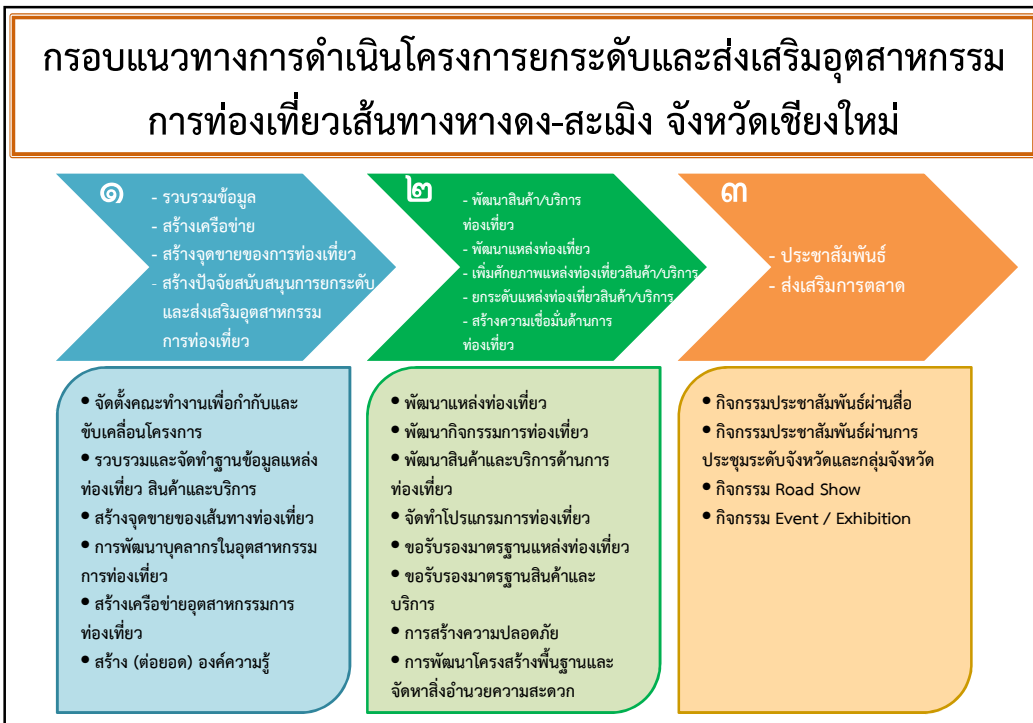 กรอบแนวทางการดำเนินโครงการยกระดับและส่งเสริมอุตสาหกรรม
การท่องเที่ยวเส้นทางหางดง-สะเมิง จังหวัดเชียงใหม่
๑
- รวบรวมข้อมูล
- สร้างเครือข่าย
- สร้างจุดขายของการท่องเที่ยว
- สร้างปัจจัยสนับสนุนการยกระดับ
และส่งเสริมอุตสาหกรรม
การท่องเที่ยว
๒
- พัฒนาสินค้า/บริการ
ท่องเที่ยว
- พัฒนาแหล่งท่องเที่ยว
- เพิ่มศักยภาพแหล่งท่องเที่ยวสินค้า/บริการ
- ยกระดับแหล่งท่องเที่ยวสินค้า/บริการ
- สร้างความเชื่อมั่นด้านการ
ท่องเที่ยว
๓
- ประชาสัมพันธ์
- ส่งเสริมการตลาด
• จัดตั้งคณะทำงานเพื่อกำกับและ
ขับเคลื่อนโครงการ
• รวบรวมและจัดทำฐานข้อมูลแหล่ง
ท่องเที่ยว สินค้าและบริการ
• สร้างจุดขายของเส้นทางท่องเที่ยว
• การพัฒนาบุคลากรในอุตสาหกรรม
การท่องเที่ยว
• สร้างเครือข่ายอุตสาหกรรมการ
ท่องเที่ยว
• สร้าง (ต่อยอด) องค์ความรู้
• พัฒนาแหล่งท่องเที่ยว
• พัฒนากิจกรรมการท่องเที่ยว
• พัฒนาสินค้าและบริการด้านการ
ท่องเที่ยว
• จัดทำโปรแกรมการท่องเที่ยว
• ขอรับรองมาตรฐานแหล่งท่องเที่ยว
• ขอรับรองมาตรฐานสินค้าและ
บริการ
• การสร้างความปลอดภัย
• การพัฒนาโครงสร้างพื้นฐานและ
จัดหาสิ่งอำนวยความสะดวก
• กิจกรรมประชาสัมพันธ์ผ่านสื่อ
• กิจกรรมประชาสัมพันธ์ผ่านการ
ประชุมระดับจังหวัดและกลุ่มจังหวัด
• กิจกรรม Road Show
• กิจกรรม Event / Exhibition